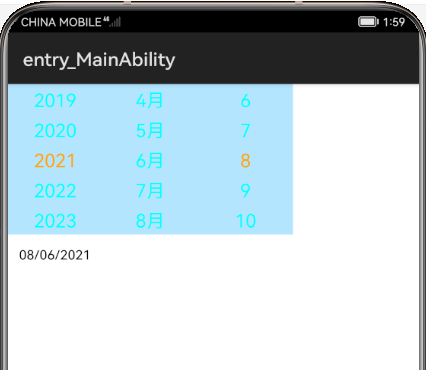 CHINA MOBILE 1:59
entry_MainAbility
2019 4月 6
2020 5月 7
2021 6月 8
2022 7月 9
2023 8月 10
08/06/2021